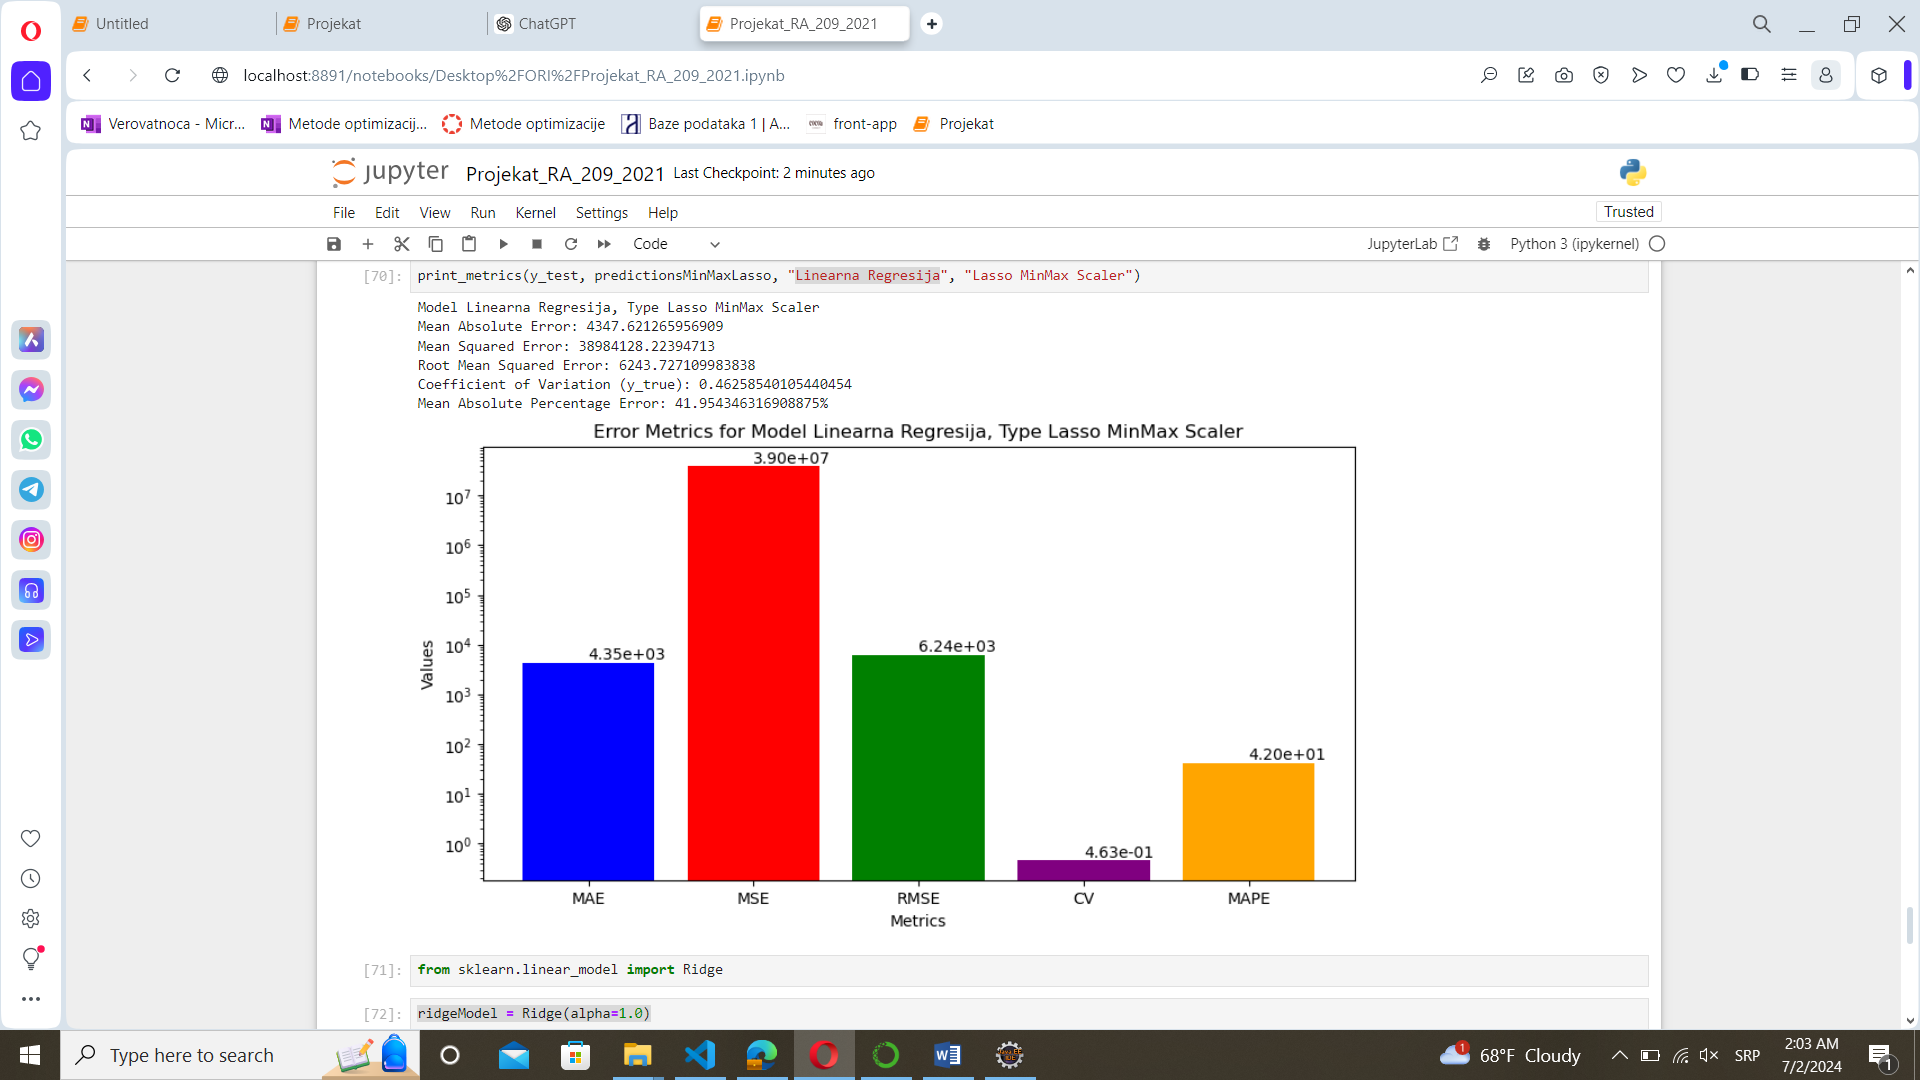 Untitled
Projekat
ChatGPT
Projekat_RA_209_2021
localhost:8891/notebooks/Desktop%2FORI%2FProjekat_RA_209_2021.ipynb
Verovatnoca - Micr...
Metode optimizacij...
Metode optimizacije
Baze podataka 1 | A...
front-app
Projekat
jupyter Projekat_RA_209_2021 Last Checkpoint: 2 minutes ago
File Edit View Run Kernel Settings Help
Trusted
Code
JupyterLab
Python 3 (ipykernel)
[70]: print_metrics(y_test, predictionsMinMaxLasso, "Linearna Regresija", "Lasso MinMax Scaler")
Model Linearna Regresija, Type Lasso MinMax Scaler
Mean Absolute Error: 4347.621265956909
Mean Squared Error: 38984128.22394713
Root Mean Squared Error: 6243.727109983838
Coefficient of Variation (y_true): 0.46258540105440454
Mean Absolute Percentage Error: 41.954346316908875%
Error Metrics for Model Linearna Regresija, Type Lasso MinMax Scaler
3.90e+07
10⁷
10⁶
10⁵
10⁴
4.35e+03
6.24e+03
Values
10³
10²
4.20e+01
10¹
10⁰
4.63e-01
MAE MSE RMSE CV MAPE
Metrics
[71]: from sklearn.linear_model import Ridge
[72]: ridgeModel = Ridge(alpha=1.0)
Type here to search
1
68°F Cloudy
SRP
2:03 AM
7/2/2024
1